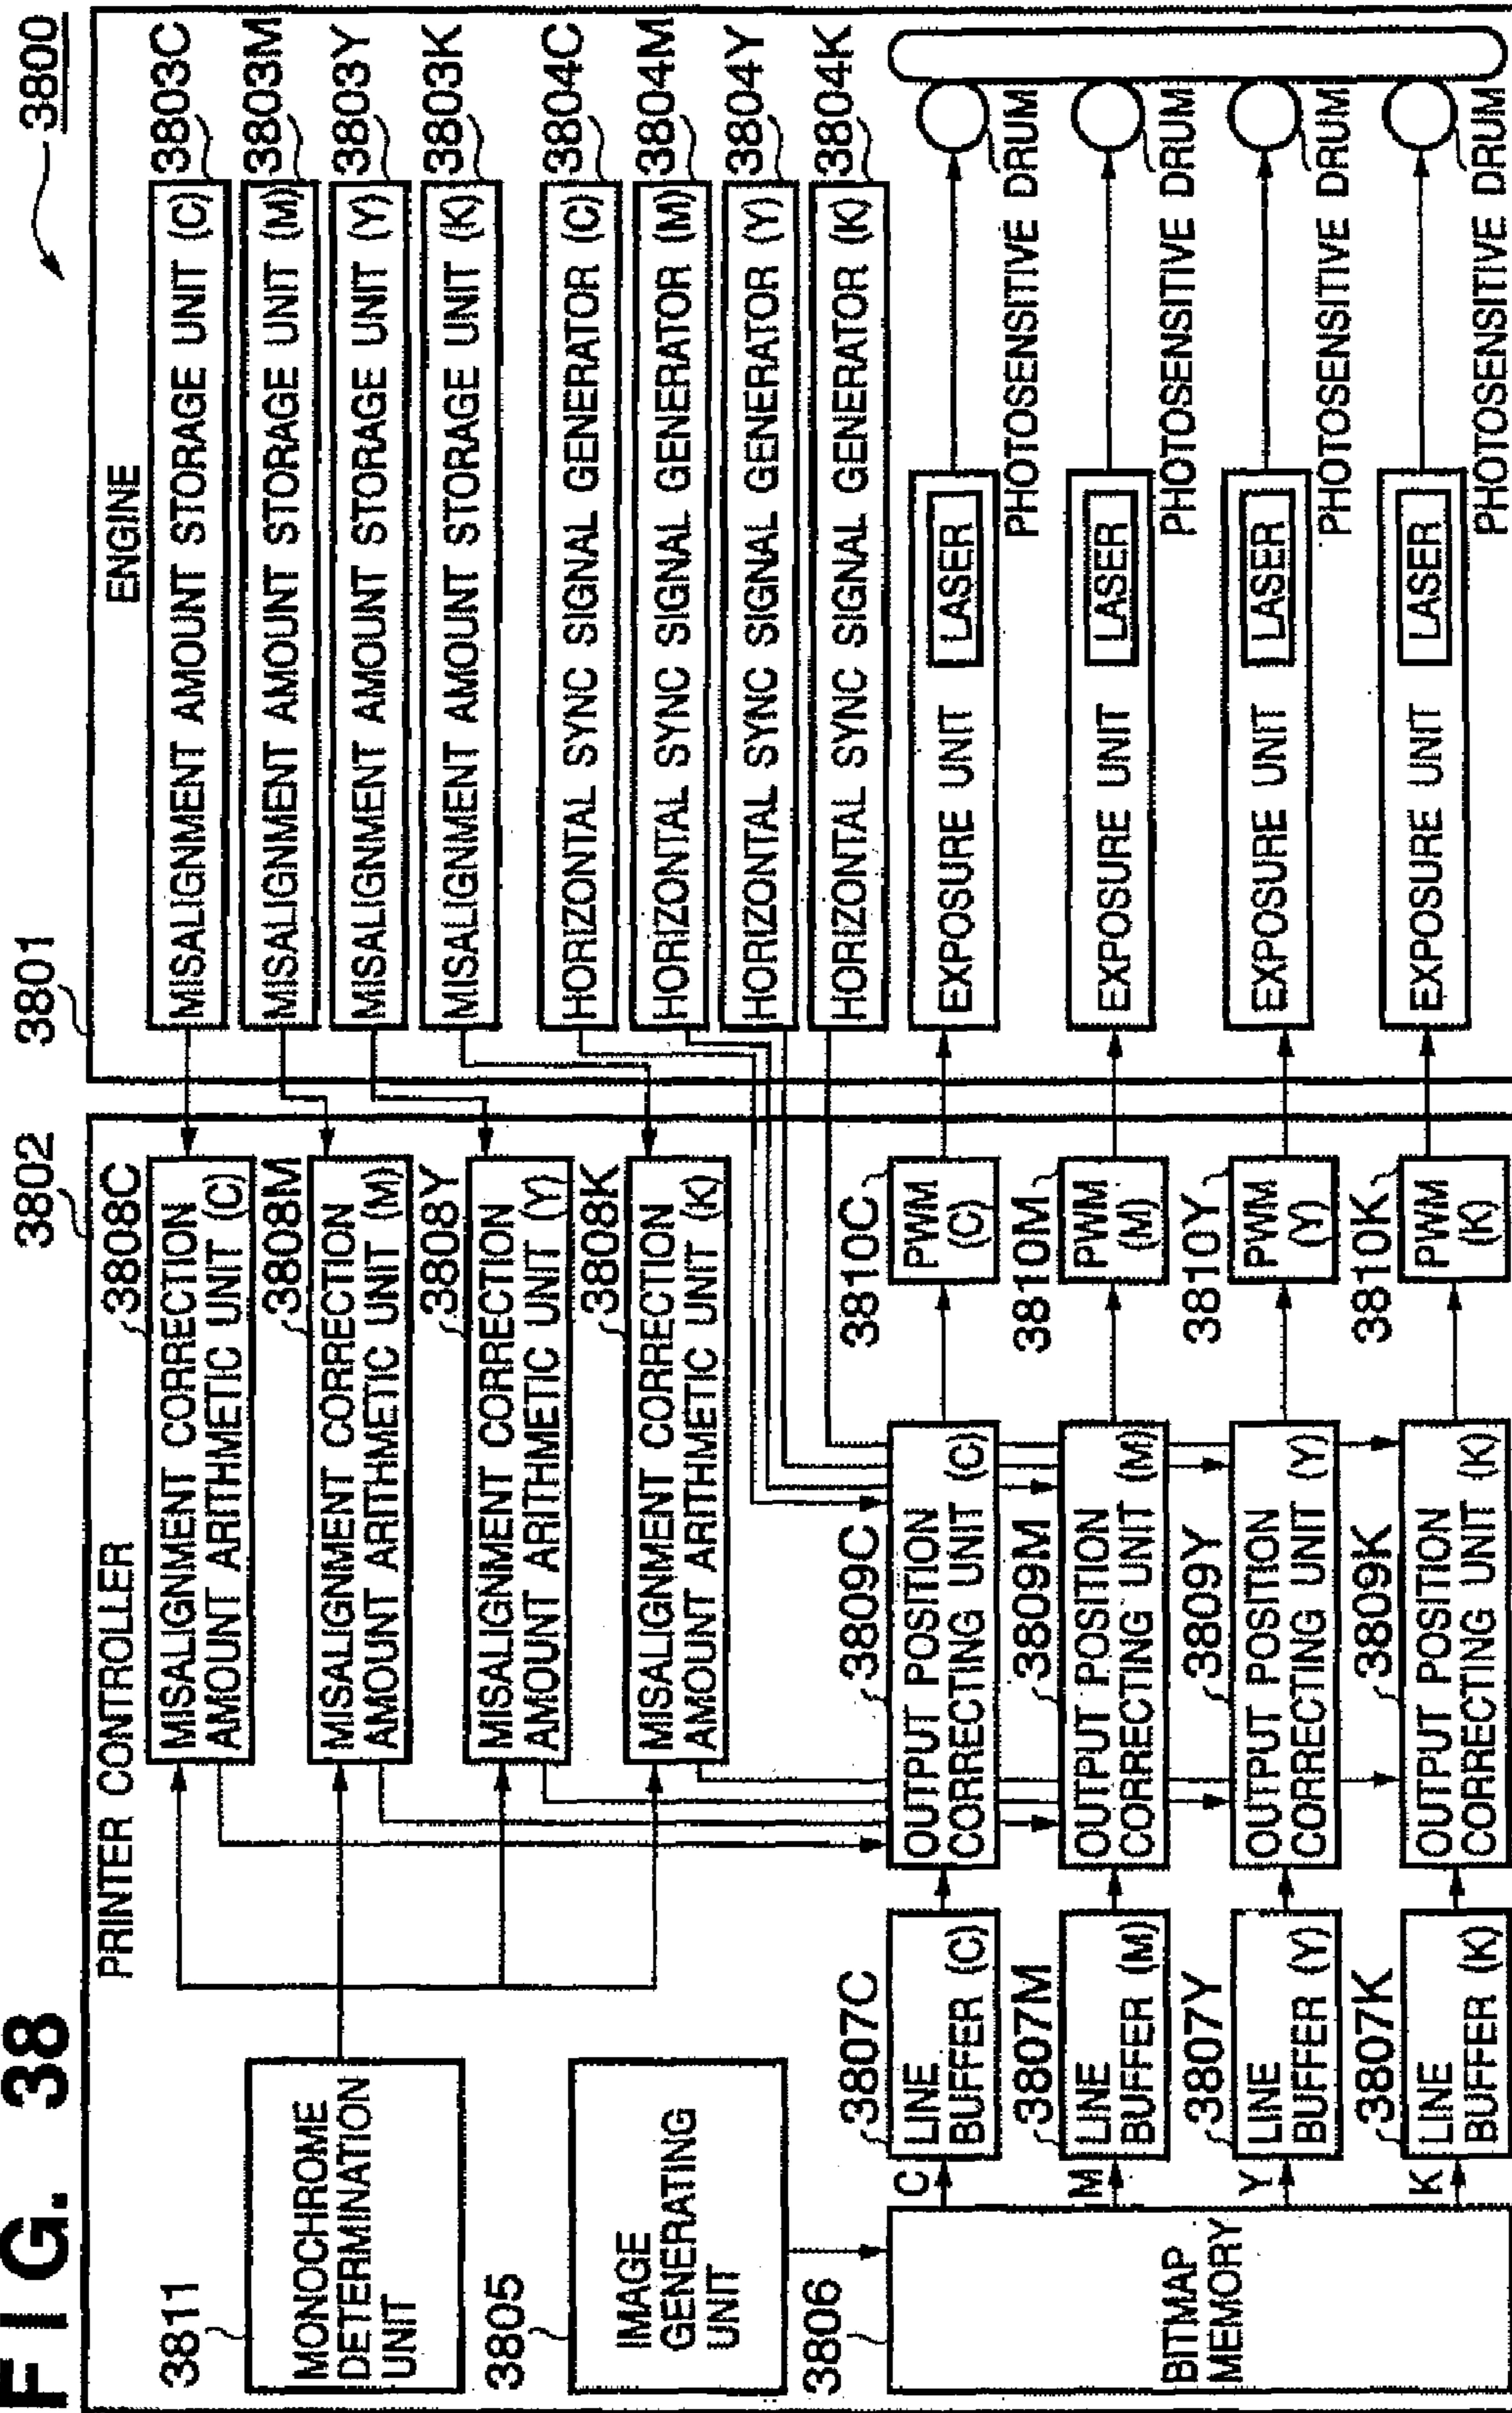 FIG. 38
3800
3802
3801
PRINTER CONTROLLER
ENGINE
3811
MONOCHROME
DETERMINATION
UNIT
3805
IMAGE
GENERATING
UNIT
3806
BITMAP
MEMORY
3808C
MISALIGNMENT CORRECTION
AMOUNT ARITHMETIC UNIT (C)
3808M
MISALIGNMENT CORRECTION
AMOUNT ARITHMETIC UNIT (M)
3808Y
MISALIGNMENT CORRECTION
AMOUNT ARITHMETIC UNIT (Y)
3808K
MISALIGNMENT CORRECTION
AMOUNT ARITHMETIC UNIT (K)
MISALIGNMENT AMOUNT STORAGE UNIT (C)
3803C
MISALIGNMENT AMOUNT STORAGE UNIT (M)
3803M
MISALIGNMENT AMOUNT STORAGE UNIT (Y)
3803Y
MISALIGNMENT AMOUNT STORAGE UNIT (K)
3803K
HORIZONTAL SYNC SIGNAL GENERATOR (C)
3804C
HORIZONTAL SYNC SIGNAL GENERATOR (M)
3804M
HORIZONTAL SYNC SIGNAL GENERATOR (Y)
3804Y
HORIZONTAL SYNC SIGNAL GENERATOR (K)
3804K
C
3807C
LINE
BUFFER (C)
3809C
OUTPUT POSITION
CORRECTING UNIT (C)
3810C
PWM
(C)
EXPOSURE UNIT
LASER
PHOTOSENSITIVE DRUM
M
3807M
LINE
BUFFER (M)
3809M
OUTPUT POSITION
CORRECTING UNIT (M)
3810M
PWM
(M)
EXPOSURE UNIT
LASER
PHOTOSENSITIVE DRUM
Y
3807Y
LINE
BUFFER (Y)
3809Y
OUTPUT POSITION
CORRECTING UNIT (Y)
3810Y
PWM
(Y)
EXPOSURE UNIT
LASER
PHOTOSENSITIVE DRUM
K
3807K
LINE
BUFFER (K)
3809K
OUTPUT POSITION
CORRECTING UNIT (K)
3810K
PWM
(K)
EXPOSURE UNIT
LASER
PHOTOSENSITIVE DRUM